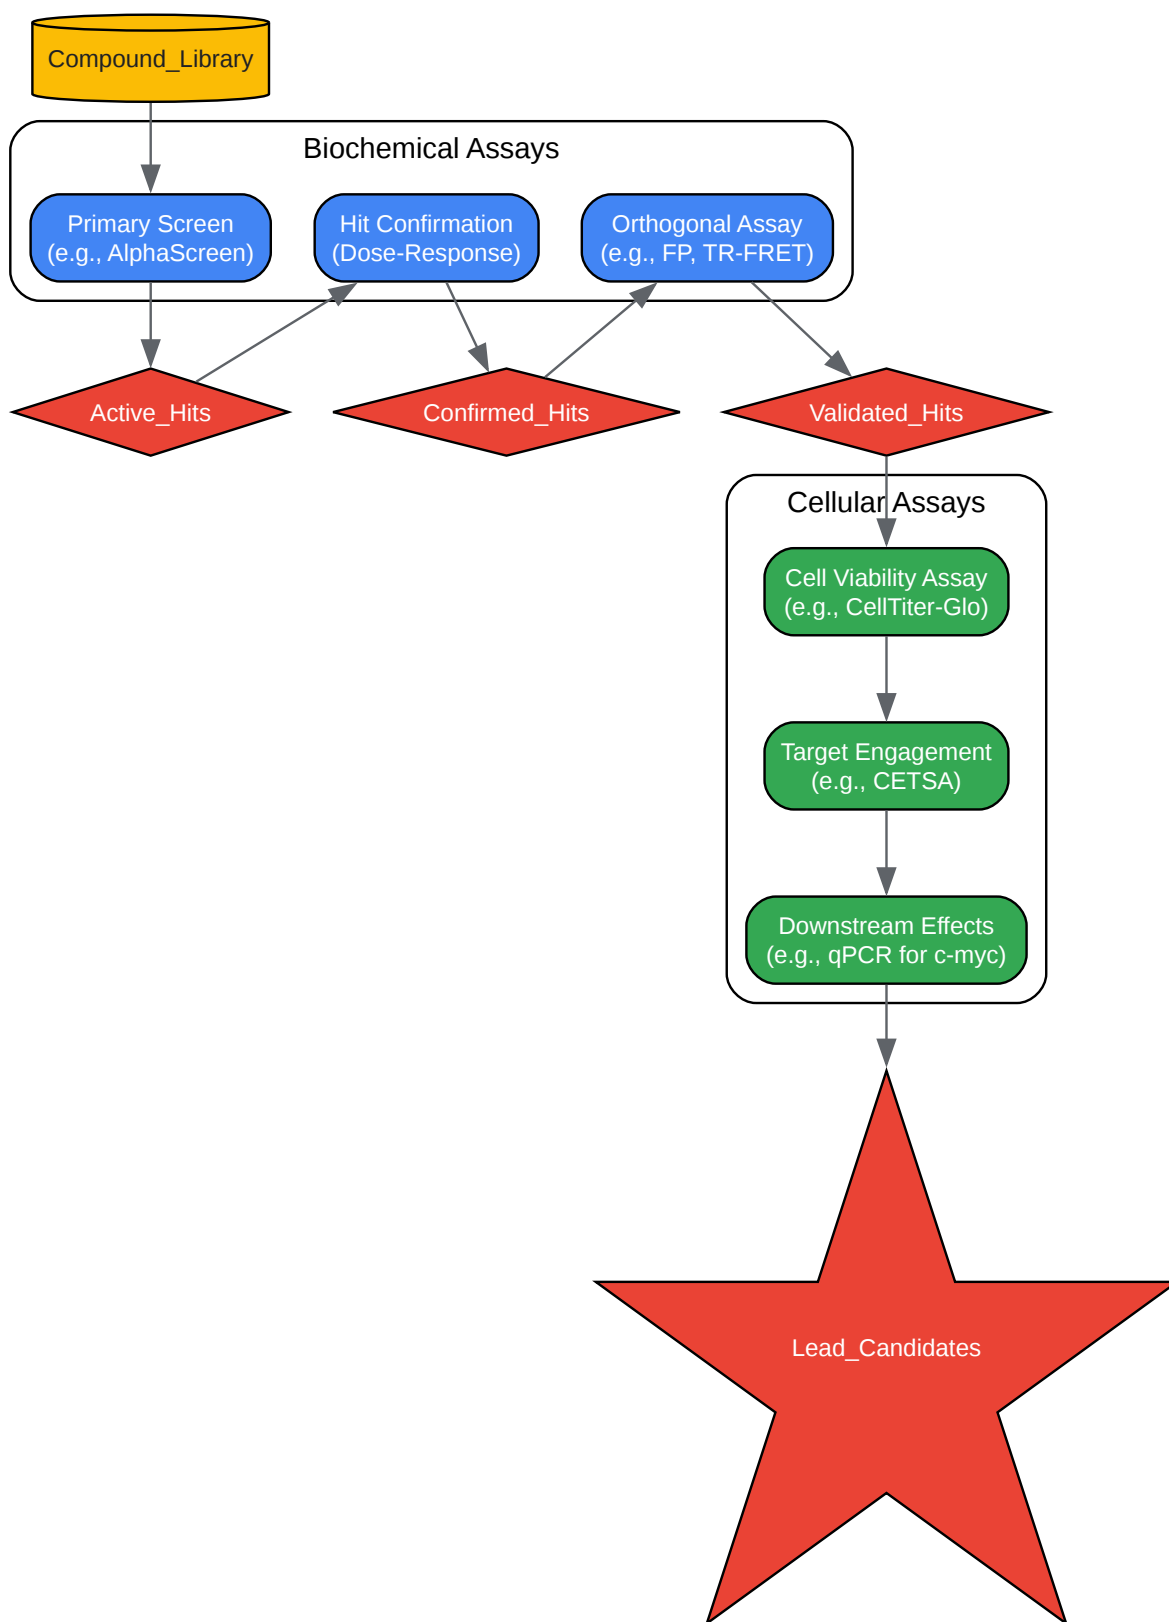 Compound_Library
Biochemical Assays
Primary Screen
(e.g., AlphaScreen)
Hit Confirmation
(Dose-Response)
Orthogonal Assay
(e.g., FP, TR-FRET)
Active_Hits
Confirmed_Hits
Validated_Hits
Cellular Assays
Cell Viability Assay
(e.g., CellTiter-Glo)
Target Engagement
(e.g., CETSA)
Downstream Effects
(e.g., qPCR for c-myc)
Lead_Candidates